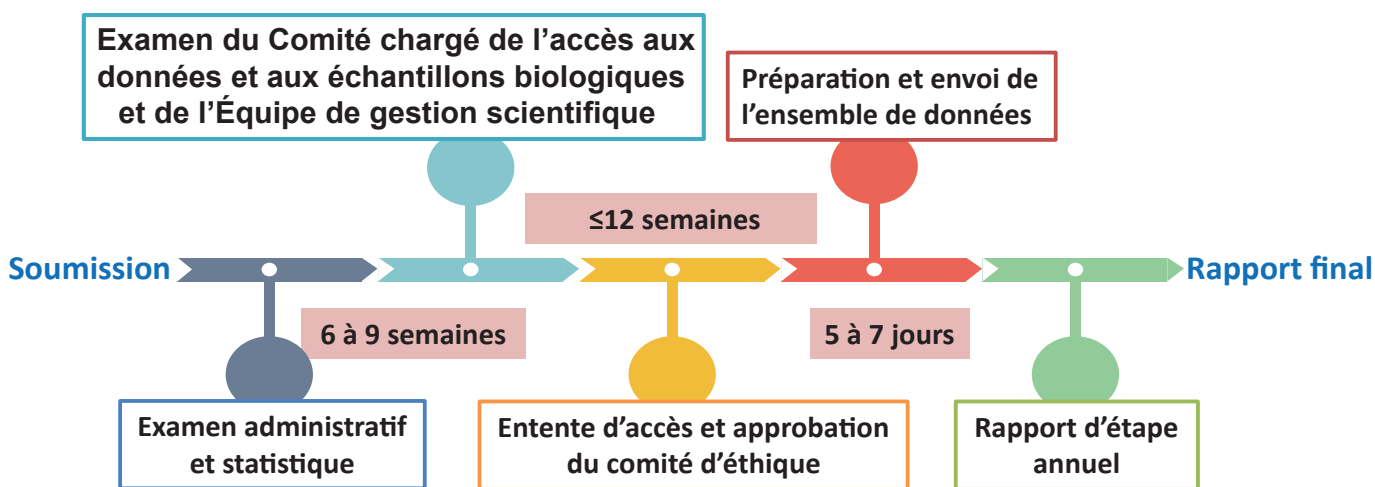 Examen du Comité chargé de l’accès aux
données et aux échantillons biologiques
et de l’Équipe de gestion scientifique
Préparation et envoi de
l’ensemble de données
≤12 semaines
Soumission
Rapport final
6 à 9 semaines
5 à 7 jours
Examen administratif
et statistique
Entente d’accès et approbation
du comité d’éthique
Rapport d’étape
annuel